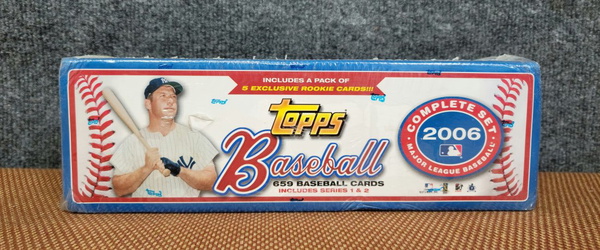 INCLUDES A PACK OF
5 EXCLUSIVE ROOKIE CARDS!!!
Topps
Baseball
659 BASEBALL CARDS
INCLUDES SERIES 1 & 2
COMPLETE SET
2006
MAJOR LEAGUE BASEBALL